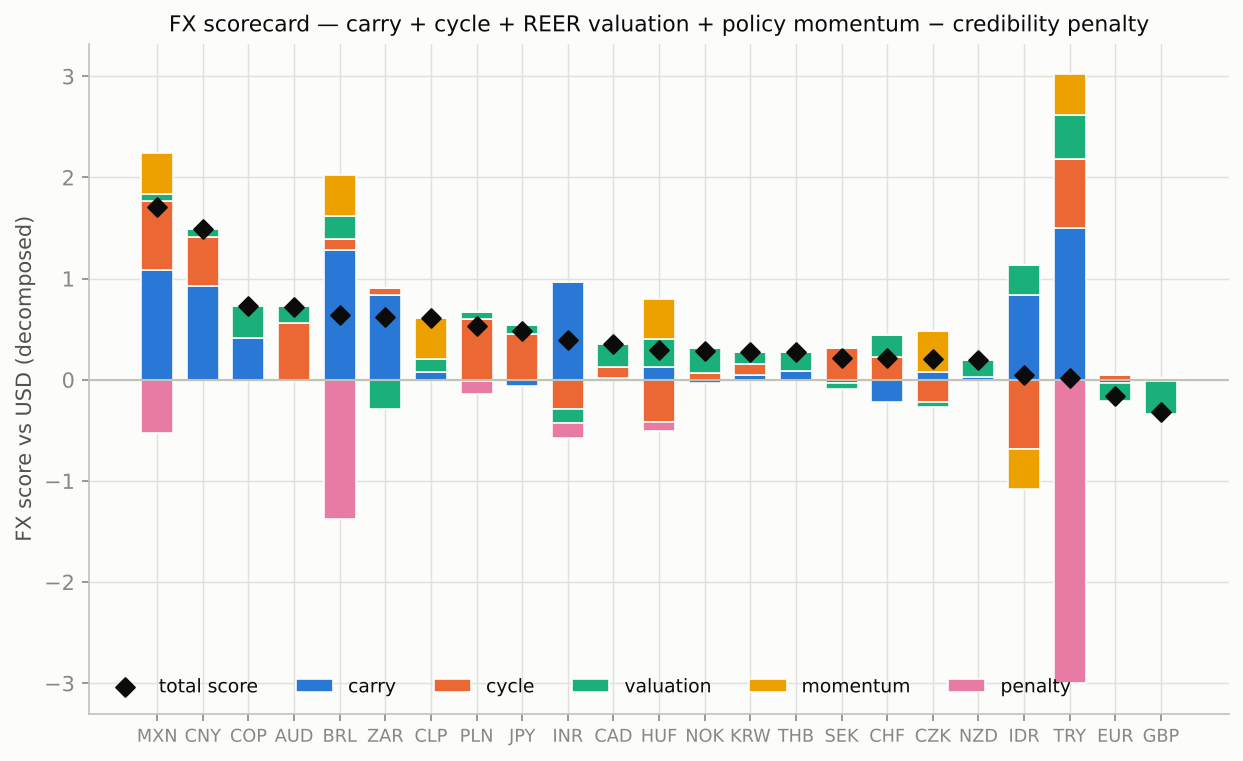 FX scorecard — carry + cycle + REER valuation + policy momentum − credibility penalty
FX score vs USD (decomposed)
3
2
1
0
−1
−2
−3
total score carry cycle valuation momentum penalty
MXN CNY COP AUD BRL ZAR CLP PLN JPY INR CAD HUF NOK KRW THB SEK CHF CZK NZD IDR TRY EUR GBP